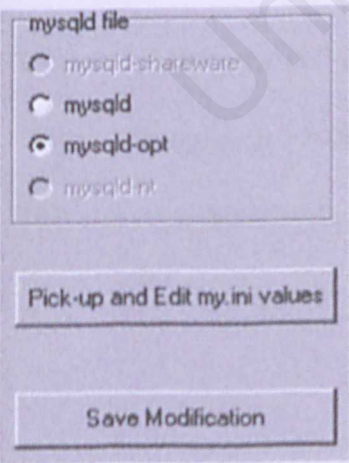 mysqld file
mysqld-shareware
mysqld
mysqld-opt
mysqld-nt
Pick-up and Edit my.ini values
Save Modification